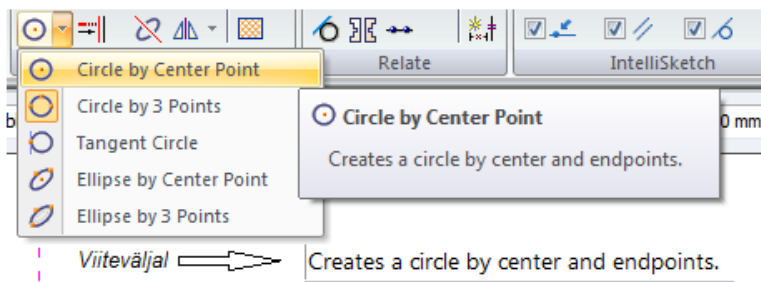 Relate
IntelliSketch
Circle by Center Point
Circle by 3 Points
Tangent Circle
Ellipse by Center Point
Ellipse by 3 Points
b
Circle by Center Point
0 mm
Creates a circle by center and endpoints.
Viiteväljal
Creates a circle by center and endpoints.